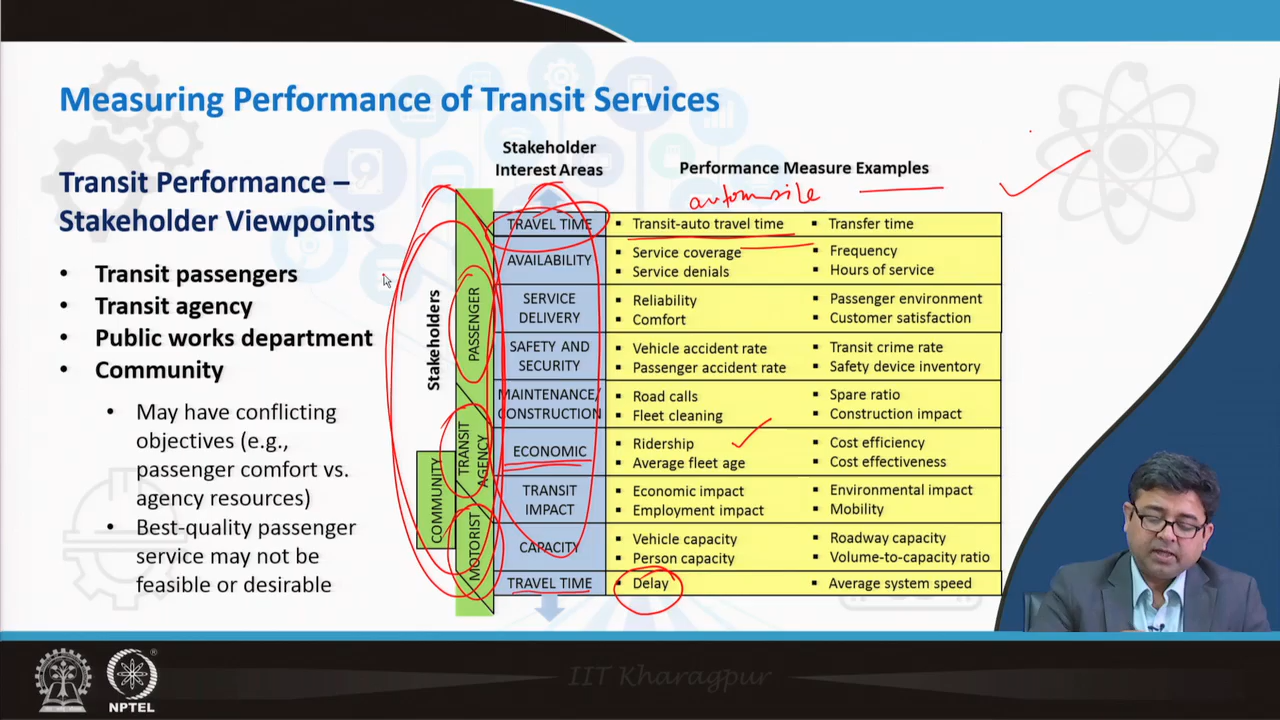 Measuring Performance of Transit Services
Transit Performance –
Stakeholder Viewpoints
• Transit passengers
• Transit agency
• Public works department
• Community
• May have conflicting
objectives (e.g.,
passenger comfort vs.
agency resources)
• Best-quality passenger
service may not be
feasible or desirable
Stakeholder
Interest Areas
Performance Measure Examples
automobile
Stakeholders
PASSENGER
TRANSIT
AGENCY
COMMUNITY
MOTORIST
TRAVEL TIME
▪ Transit-auto travel time ▪ Transfer time
AVAILABILITY
▪ Service coverage ▪ Frequency
▪ Service denials ▪ Hours of service
SERVICE
DELIVERY
▪ Reliability ▪ Passenger environment
▪ Comfort ▪ Customer satisfaction
SAFETY AND
SECURITY
▪ Vehicle accident rate ▪ Transit crime rate
▪ Passenger accident rate ▪ Safety device inventory
MAINTENANCE/
CONSTRUCTION
▪ Road calls ▪ Spare ratio
▪ Fleet cleaning ▪ Construction impact
ECONOMIC
▪ Ridership ▪ Cost efficiency
▪ Average fleet age ▪ Cost effectiveness
TRANSIT
IMPACT
▪ Economic impact ▪ Environmental impact
▪ Employment impact ▪ Mobility
CAPACITY
▪ Vehicle capacity ▪ Roadway capacity
▪ Person capacity ▪ Volume-to-capacity ratio
TRAVEL TIME
▪ Delay ▪ Average system speed
NPTEL
®
IIT Kharagpur